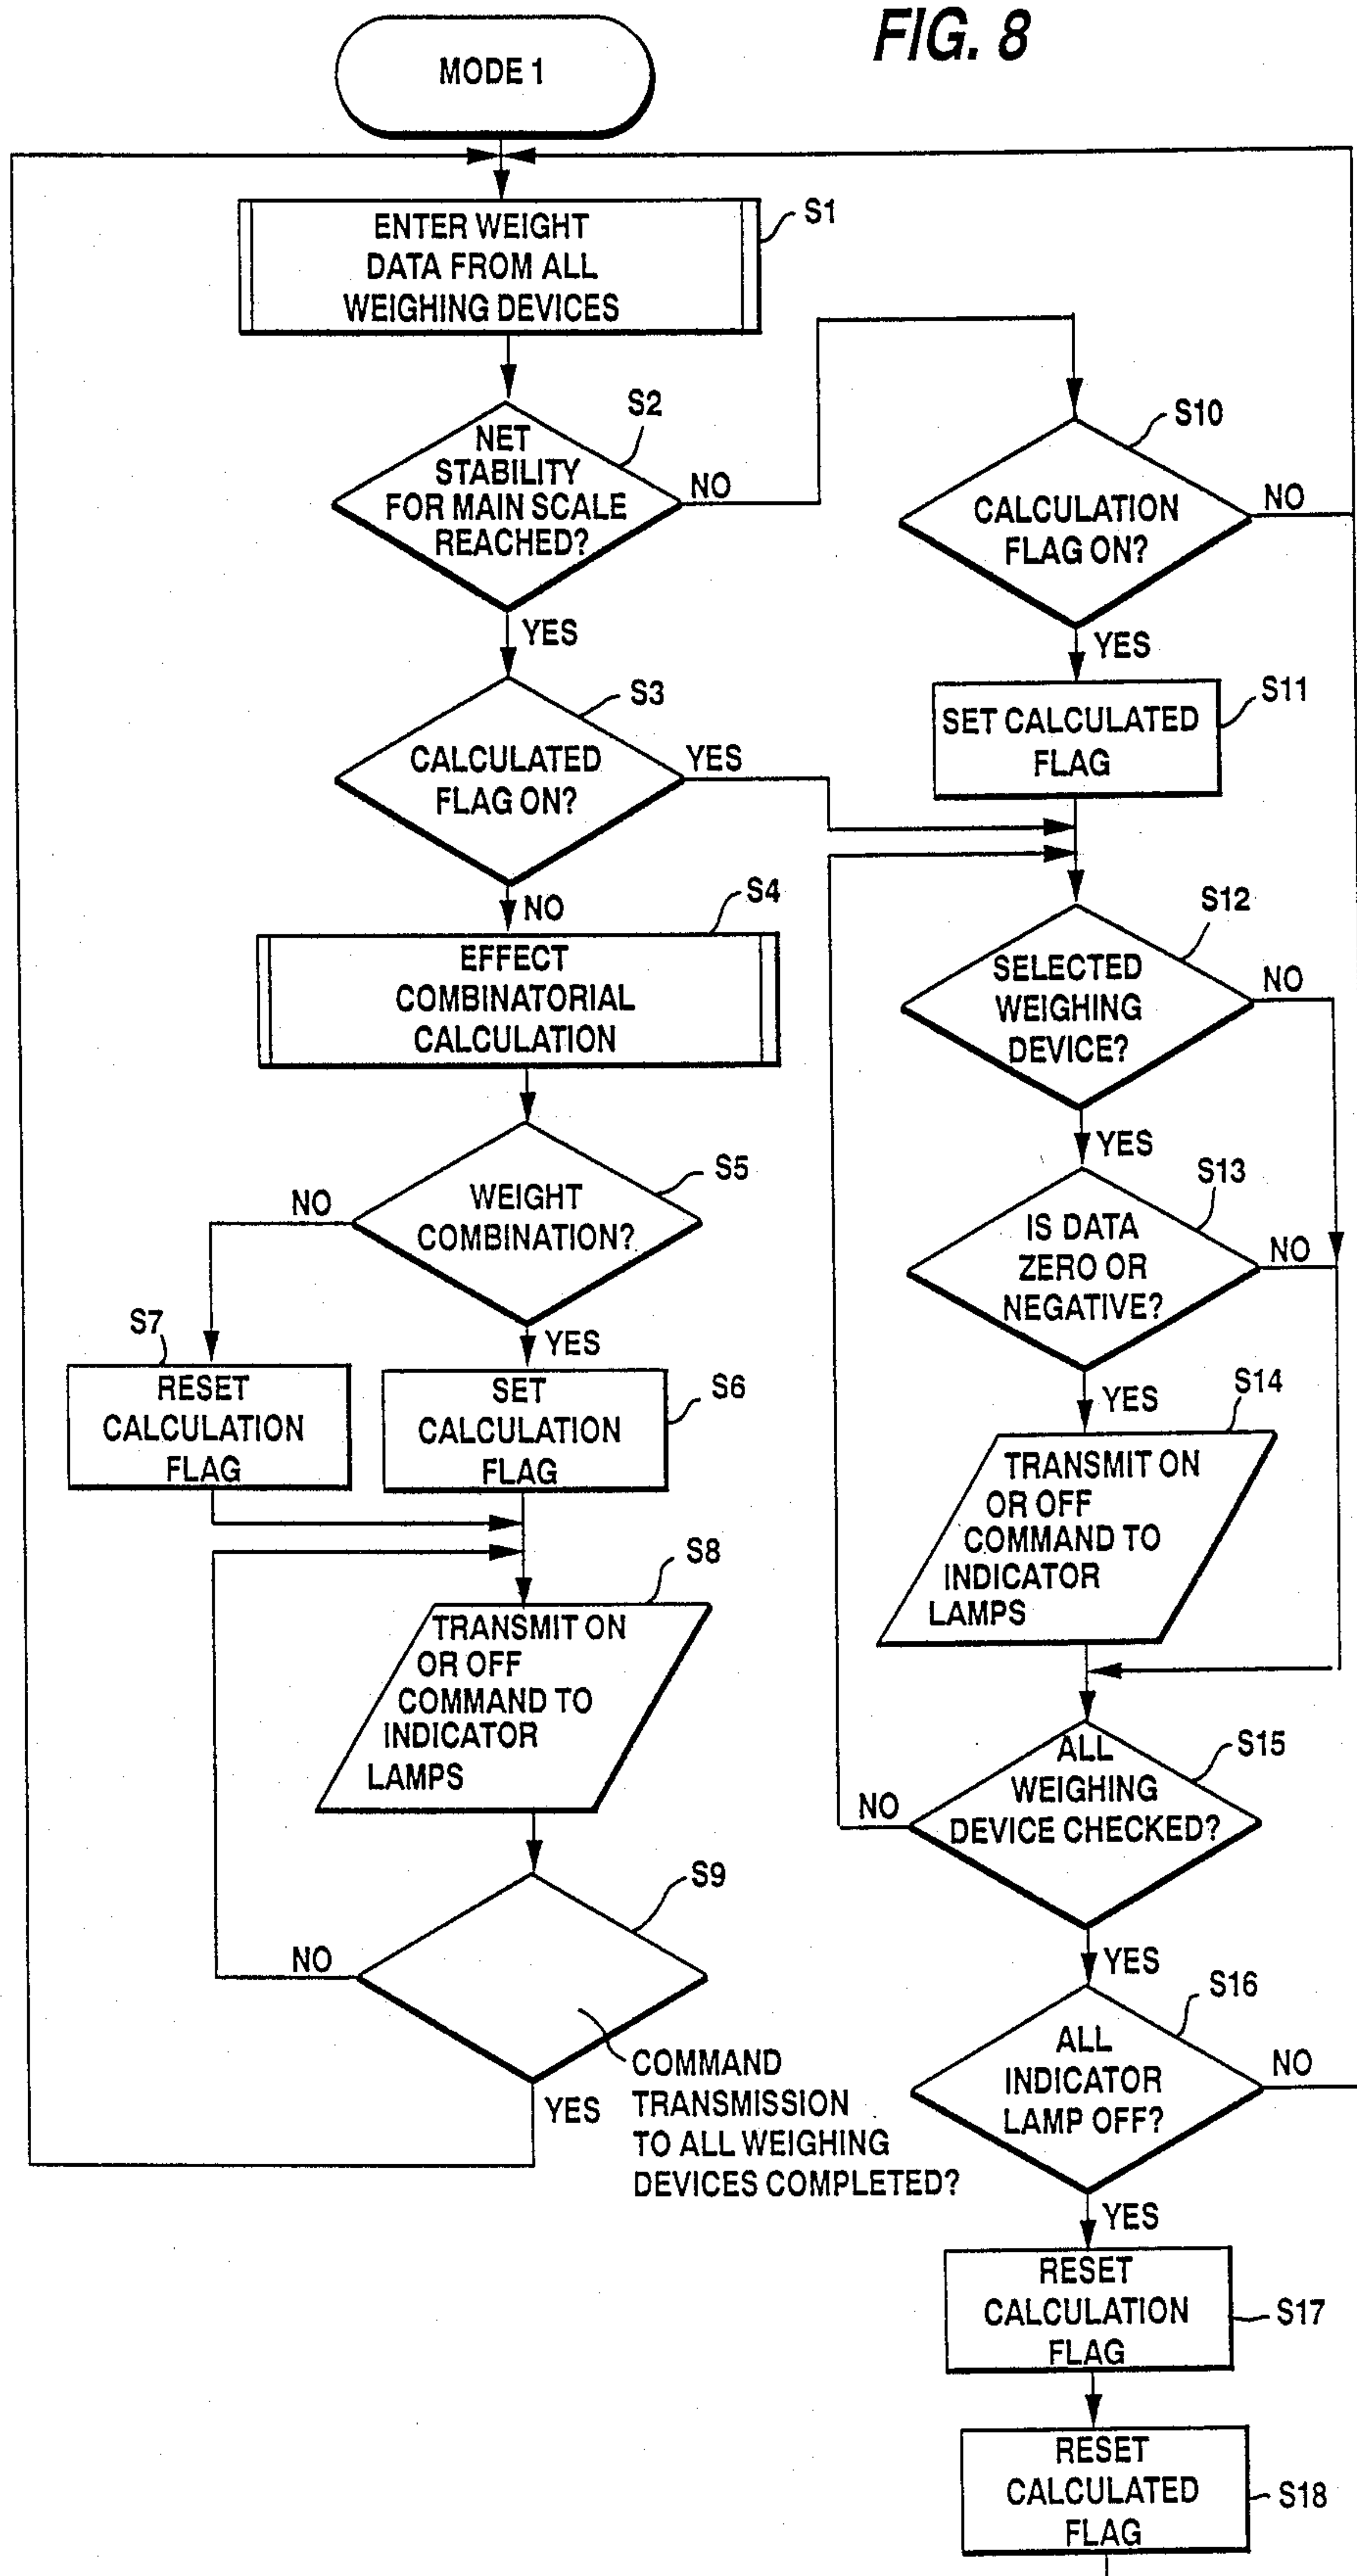 FIG. 8
MODE 1
ENTER WEIGHT
DATA FROM ALL
WEIGHING DEVICES
S1
NET
STABILITY
FOR MAIN SCALE
REACHED?
S2
NO
YES
CALCULATED
FLAG ON?
S3
YES
NO
EFFECT
COMBINATORIAL
CALCULATION
S4
WEIGHT
COMBINATION?
S5
NO
YES
S7
RESET
CALCULATION
FLAG
SET
CALCULATION
FLAG
S6
TRANSMIT ON
OR OFF
COMMAND TO
INDICATOR
LAMPS
S8
S9
NO
YES
COMMAND
TRANSMISSION
TO ALL WEIGHING
DEVICES COMPLETED?
CALCULATION
FLAG ON?
S10
NO
YES
SET CALCULATED
FLAG
S11
SELECTED
WEIGHING
DEVICE?
S12
NO
YES
IS DATA
ZERO OR
NEGATIVE?
S13
NO
YES
TRANSMIT ON
OR OFF
COMMAND TO
INDICATOR
LAMPS
S14
ALL
WEIGHING
DEVICE CHECKED?
S15
NO
YES
ALL
INDICATOR
LAMP OFF?
S16
NO
YES
RESET
CALCULATION
FLAG
S17
RESET
CALCULATED
FLAG
S18